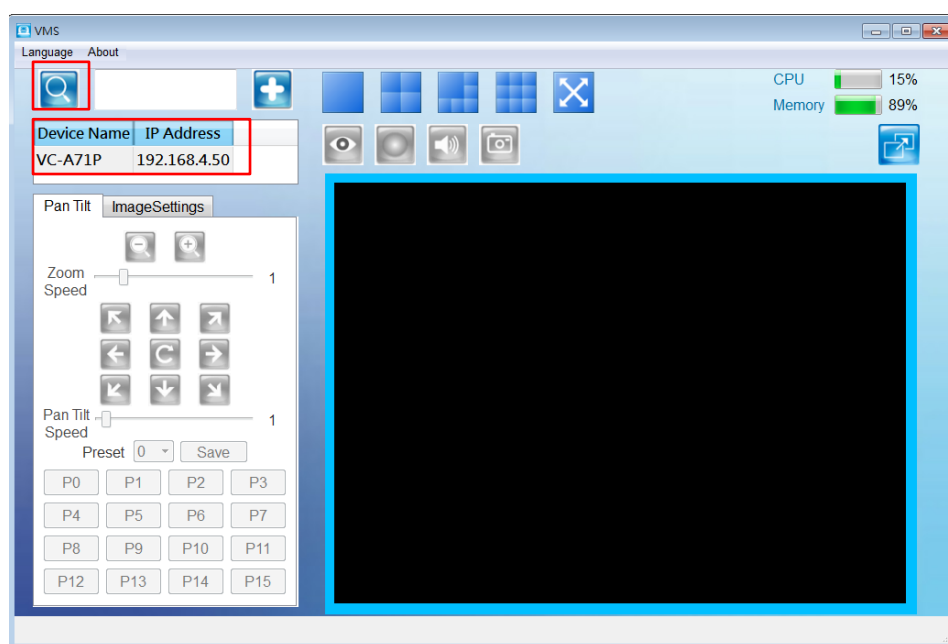 VMS
Language About
CPU 15%
Memory 89%
Device Name IP Address
VC-A71P 192.168.4.50
Pan Tilt ImageSettings
Zoom Speed 1
Pan Tilt Speed 1
Preset 0 Save
P0 P1 P2 P3
P4 P5 P6 P7
P8 P9 P10 P11
P12 P13 P14 P15